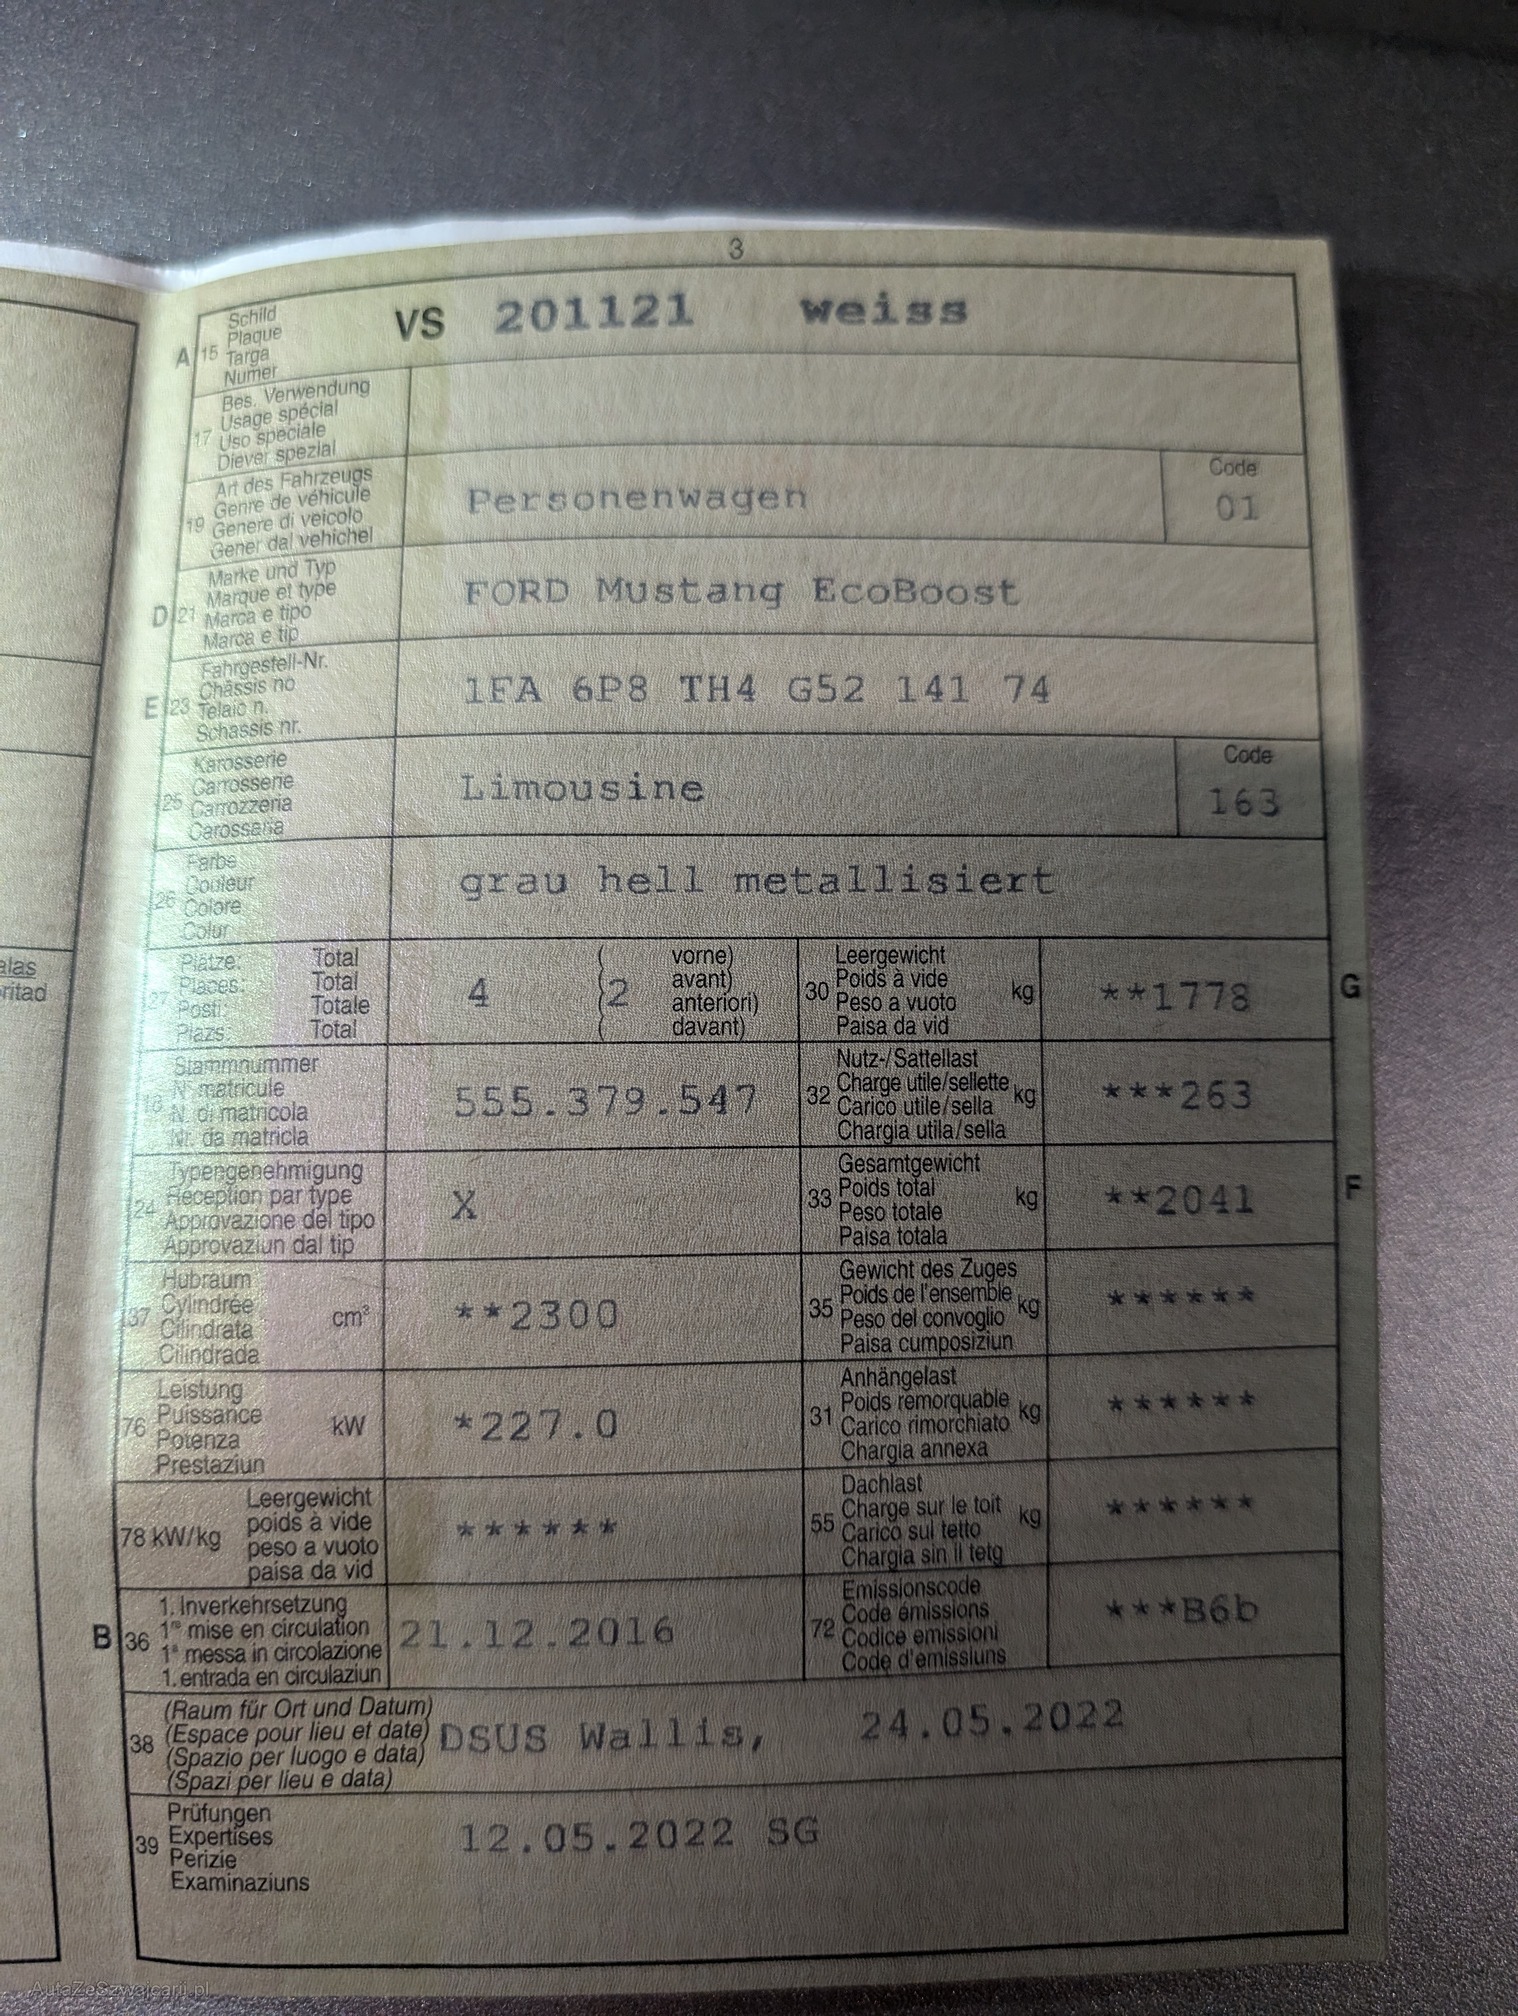 3
A 15 Schild
Plaque
Targa
Numer
VS 201121 weiss
17 Bes. Verwendung
Usage spécial
Uso speciale
Diever spezial
19 Art des Fahrzeugs
Genre de véhicule
Genere di veicolo
Gener dal vehichel
Personenwagen
Code
01
D 21 Marke und Typ
Marque et type
Marca e tipo
Marca e tip
FORD Mustang EcoBoost
E 23 Fahrgestell-Nr.
Châssis no
Telaio n.
Schassis nr.
1FA 6P8 TH4 G52 141 74
25 Karosserie
Carrosserie
Carrozzeria
Carossaria
Limousine
Code
163
26 Farbe
Couleur
Colore
Colur
grau hell metallisiert
27 Plätze: Total
Places: Total
Posti: Totale
Plazs: Total
4 ( 2 vorne)
avant)
anteriori)
( davant)
30 Leergewicht
Poids à vide
Peso a vuoto
Paisa da vid
kg
**1778
G
18 Stammnummer
N° matricule
N. di matricola
Nr. da matricla
555.379.547
32 Nutz-/Sattellast
Charge utile/sellette
Carico utile/sella
Chargia utila/sella
kg
***263
24 Typengenehmigung
Réception par type
Approvazione del tipo
Approvaziun dal tip
X
33 Gesamtgewicht
Poids total
Peso totale
Paisa totala
kg
**2041
F
37 Hubraum
Cylindrée
Cilindrata
Cilindrada
cm³
**2300
35 Gewicht des Zuges
Poids de l'ensemble
Peso del convoglio
Paisa cumposiziun
kg
******
76 Leistung
Puissance
Potenza
Prestaziun
kW
*227.0
31 Anhängelast
Poids remorquable
Carico rimorchiato
Chargia annexa
kg
******
78 kW/kg Leergewicht
poids à vide
peso a vuoto
paisa da vid
******
55 Dachlast
Charge sur le toit
Carico sul tetto
Chargia sin il tetg
kg
******
B 36 1. Inverkehrsetzung
1re mise en circulation
1a messa in circolazione
1. entrada en circulaziun
21.12.2016
72 Emissionscode
Code émissions
Codice emissioni
Code d'emissiuns
***B6b
38 (Raum für Ort und Datum)
(Espace pour lieu et date)
(Spazio per luogo e data)
(Spazi per lieu e data)
DSUS Wallis, 24.05.2022
39 Prüfungen
Expertises
Perizie
Examinaziuns
12.05.2022 SG
AutaZeSzwajcarii.pl